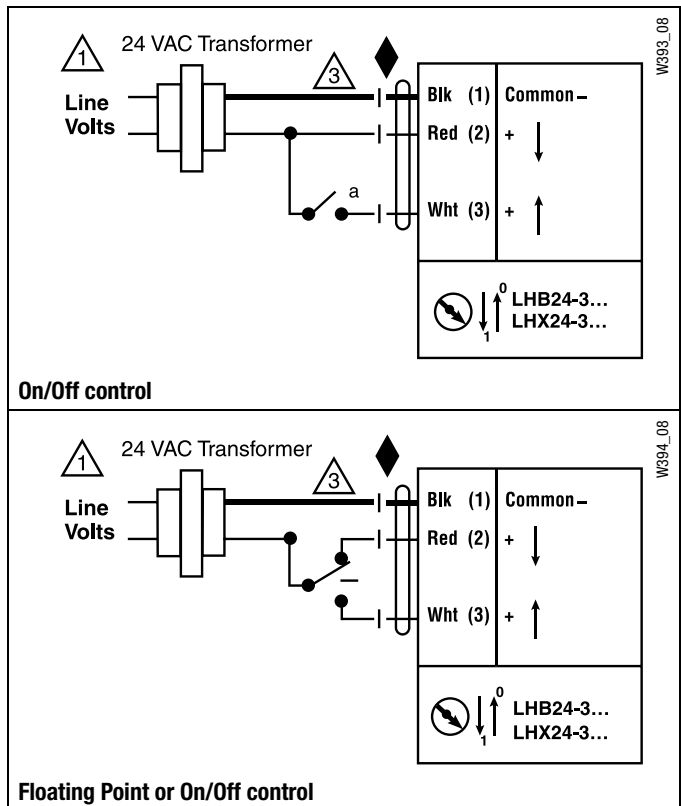 W393_08
1
24 VAC Transformer
3
Line
Volts
Blk (1) Common –
Red (2) +
a
Wht (3) +
0
1
LHB24-3...
LHX24-3...
On/Off control
W394_08
1
24 VAC Transformer
3
Line
Volts
Blk (1) Common –
Red (2) +
Wht (3) +
0
1
LHB24-3...
LHX24-3...
Floating Point or On/Off control